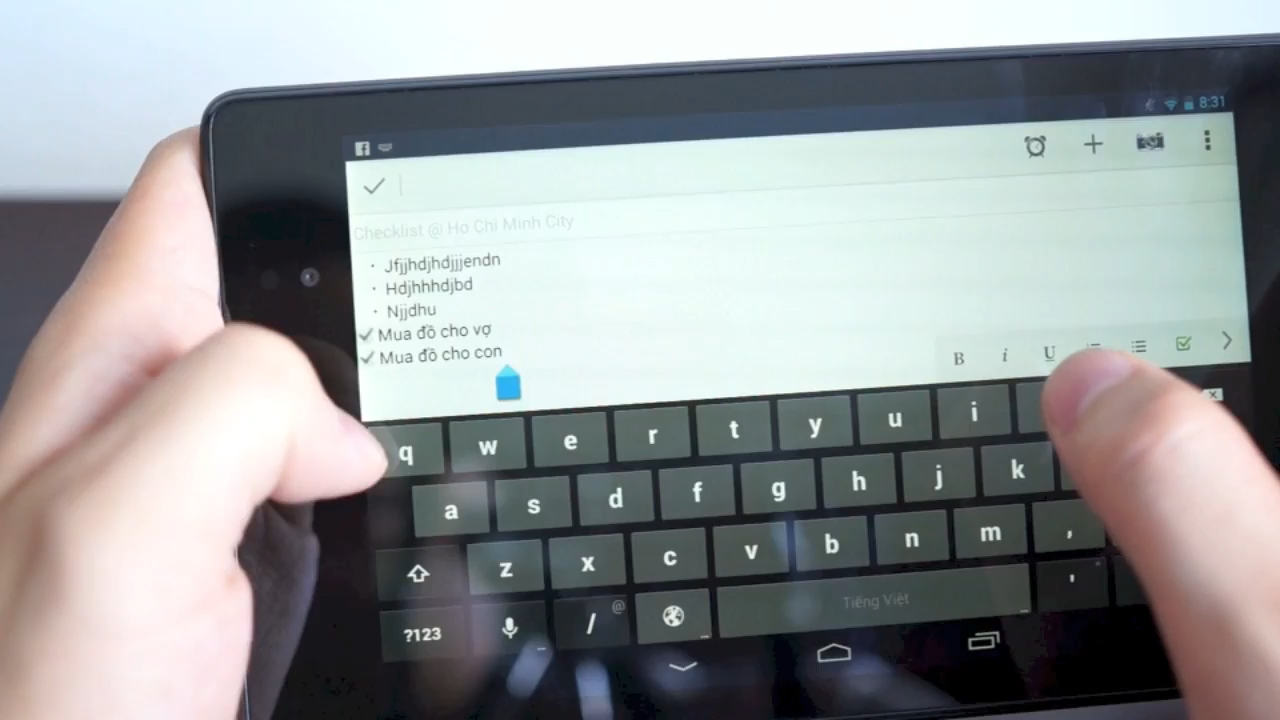 8:31
Checklist @ Ho Chi Minh City
· Jfjjhdjhdjjjendn
· Hdjhhhdjbd
· Njjdhu
Mua đồ cho vợ
Mua đồ cho con
B i U
q w e r t y u i
a s d f g h j k
z x c v b n m ,
?123 / @ Tiếng Việt '